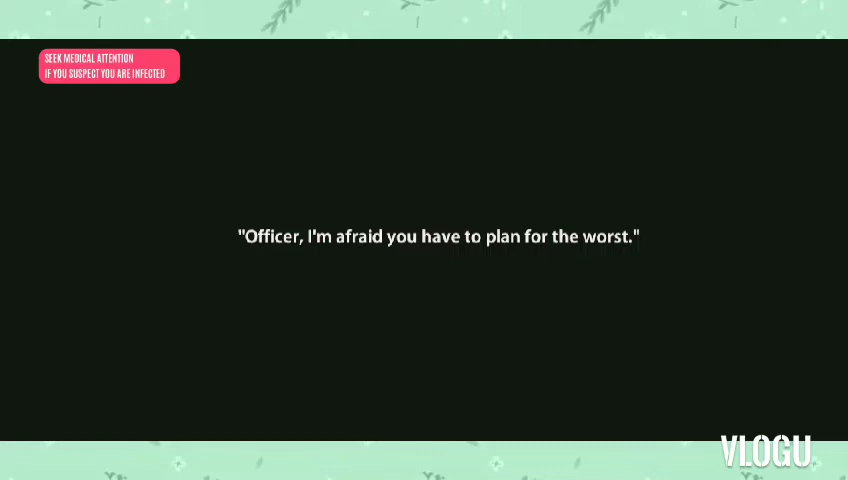 SEEK MEDICAL ATTENTION
IF YOU SUSPECT YOU ARE INFECTED
"Officer, I'm afraid you have to plan for the worst."
VLOGU